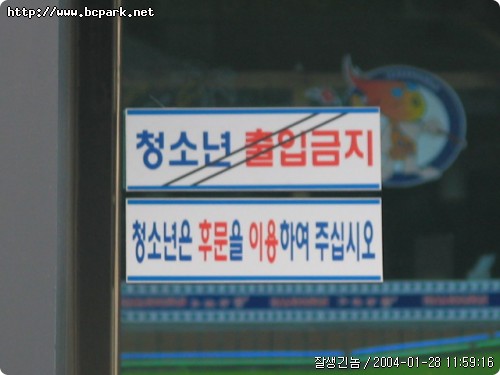 http://www.bcpark.net
청소년 출입금지
청소년은 후문을 이용하여 주십시오
잘생긴놈 / 2004-01-28 11:59:16